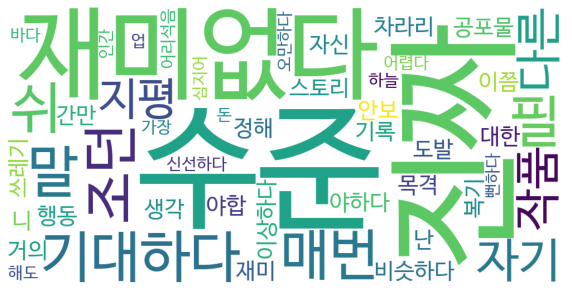 재미없다
수준
진짜
기대하다
매번
조던
지평
말
쉬
다른
작품
편
자기
바다
인간
업
어리석음
심지어
오만하다
차라리
자신
공포물
스토리
어렵다
하늘
이쯤
간만
쓰레기
돈
가장
정해
기록
안보
도발
대한
신선하다
목격
복기
뻔하다
니
행동
생각
야합
이상하다
야하다
거의
해도
재미
난
비슷하다